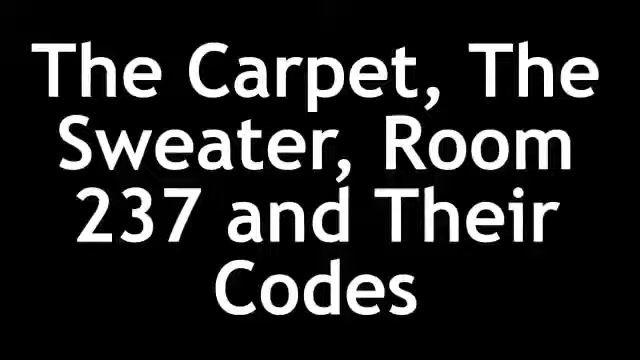 The Carpet, The
Sweater, Room
237 and Their
Codes